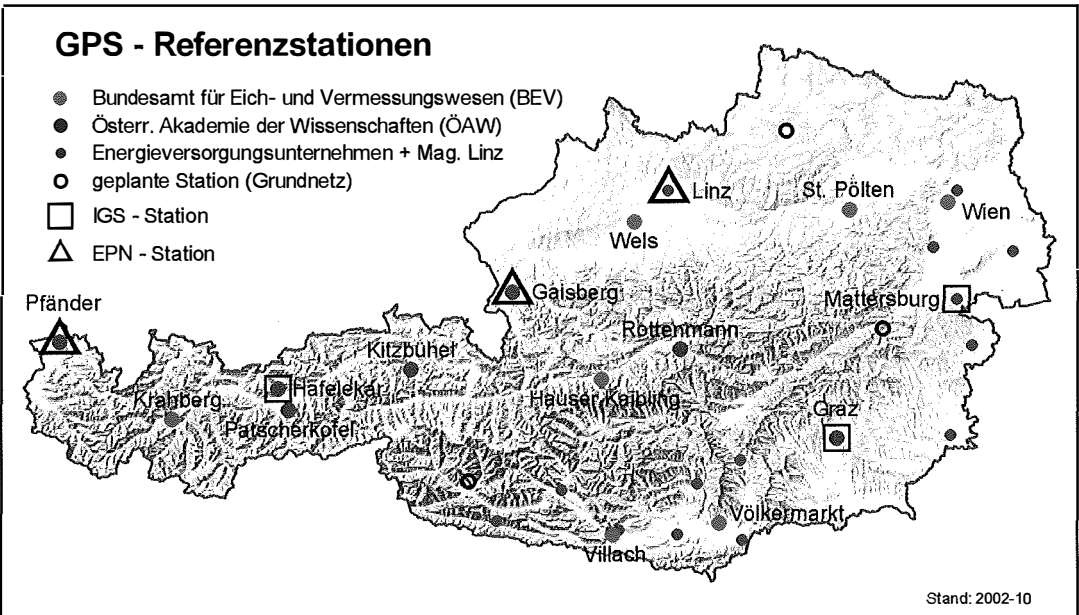 GPS - Referenzstationen
Bundesamt für Eich- und Vermessungswesen (BEV)
Österr. Akademie der Wissenschaften (ÖAW)
Energieversorgungsunternehmen + Mag. Linz
geplante Station (Grundnetz)
IGS - Station
EPN - Station
Linz
St. Pölten
Wien
Wels
Gaisberg
Mattersburg
Pfänder
Rottenmann
Kitzbühel
Hafelekar
Krahberg
Hauser Kaibling
Patscherkofel
Graz
Völkermarkt
Villach
Stand: 2002-10